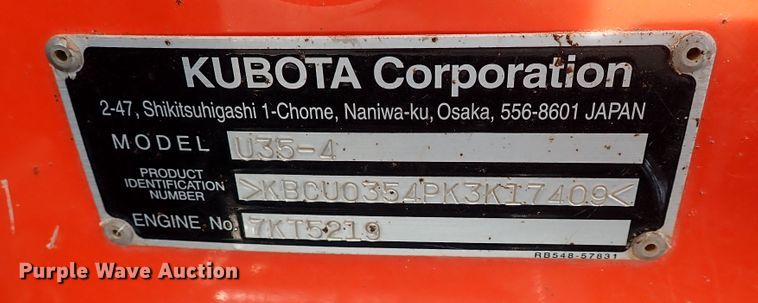 KUBOTA Corporation
2-47, Shikitsuhigashi 1-Chome, Naniwa-ku, Osaka, 556-8601 JAPAN
MODEL U35-4
PRODUCT IDENTIFICATION NUMBER >KBCU0354PK3K17409<
ENGINE No. 7KT5219
RB548-57831
Purple Wave Auction